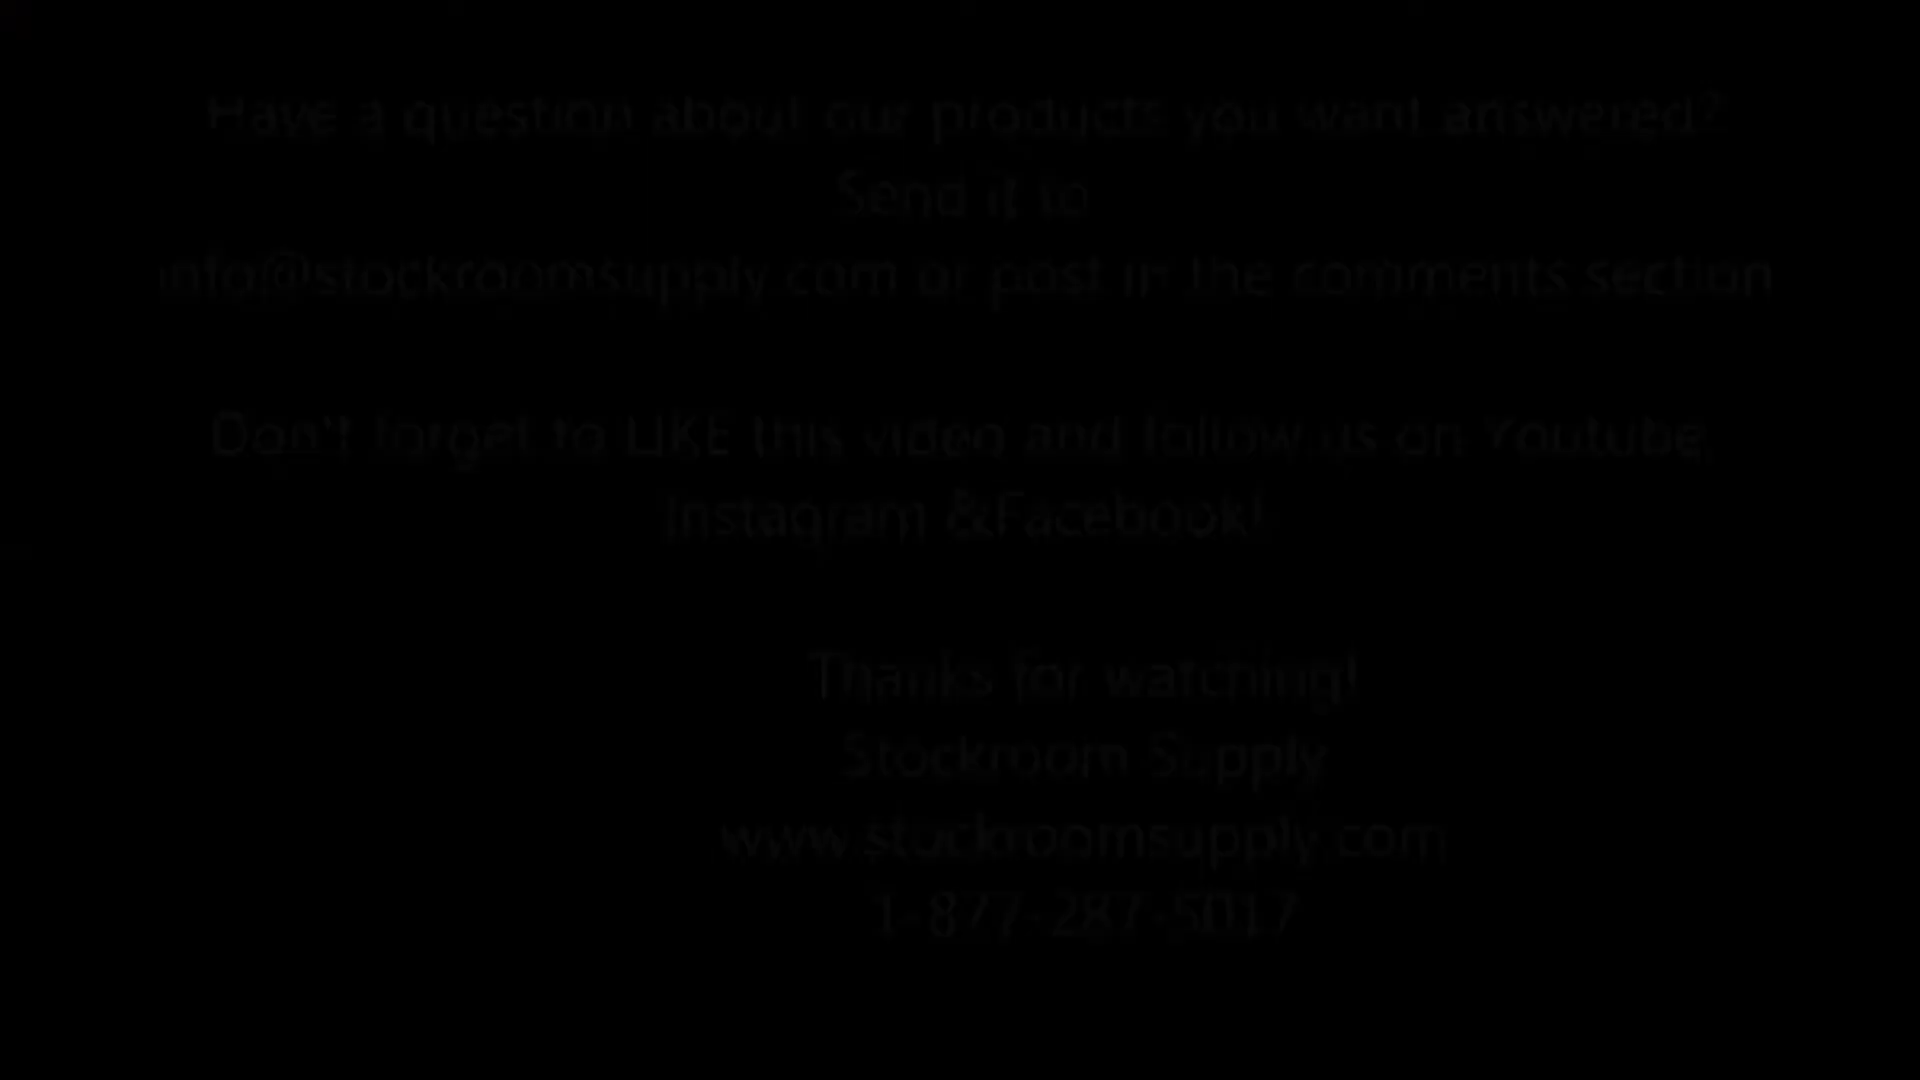 Have a question about our products you want answered?
Send it to
info@stockroomsupply.com or post in the comments section
Don't forget to LIKE this video and follow us on Youtube,
Instagram &Facebook!
Thanks for watching!
Stockroom Supply
www.stockroomsupply.com
1-877-287-5017